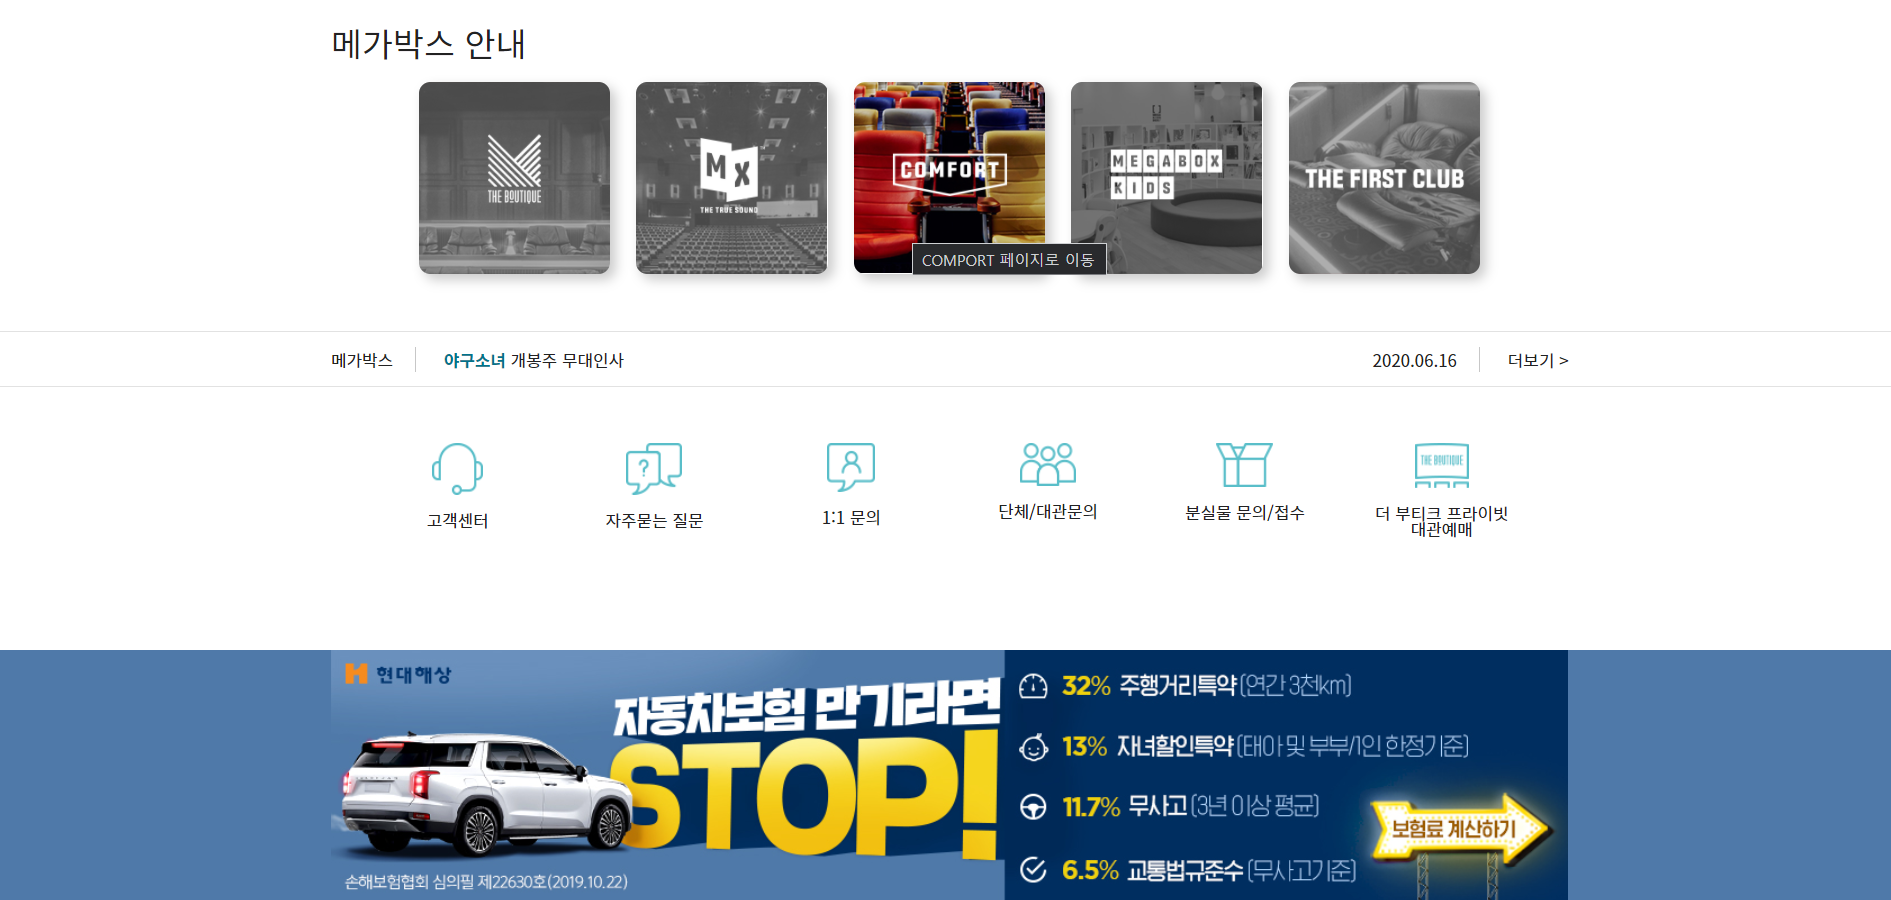 메가박스 안내
THE BOUTIQUE
MX
THE TRUE SOUND
COMFORT
MEGABOX
KIDS
THE FIRST CLUB
COMPORT 페이지로 이동
메가박스
야구소녀 개봉주 무대인사
2020.06.16
더보기 >
?
THE BOUTIQUE
고객센터
자주묻는 질문
1:1 문의
단체/대관문의
분실물 문의/접수
더 부티크 프라이빗
대관예매
현대해상
자동차보험 만기라면
STOP!
손해보험협회 심의필 제22630호(2019.10.22)
32% 주행거리특약 (연간 3천km)
13% 자녀할인특약 (태아 및 부부/1인 한정기준)
11.7% 무사고 (3년 이상 평균)
6.5% 교통법규준수 (무사고기준)
보험료 계산하기